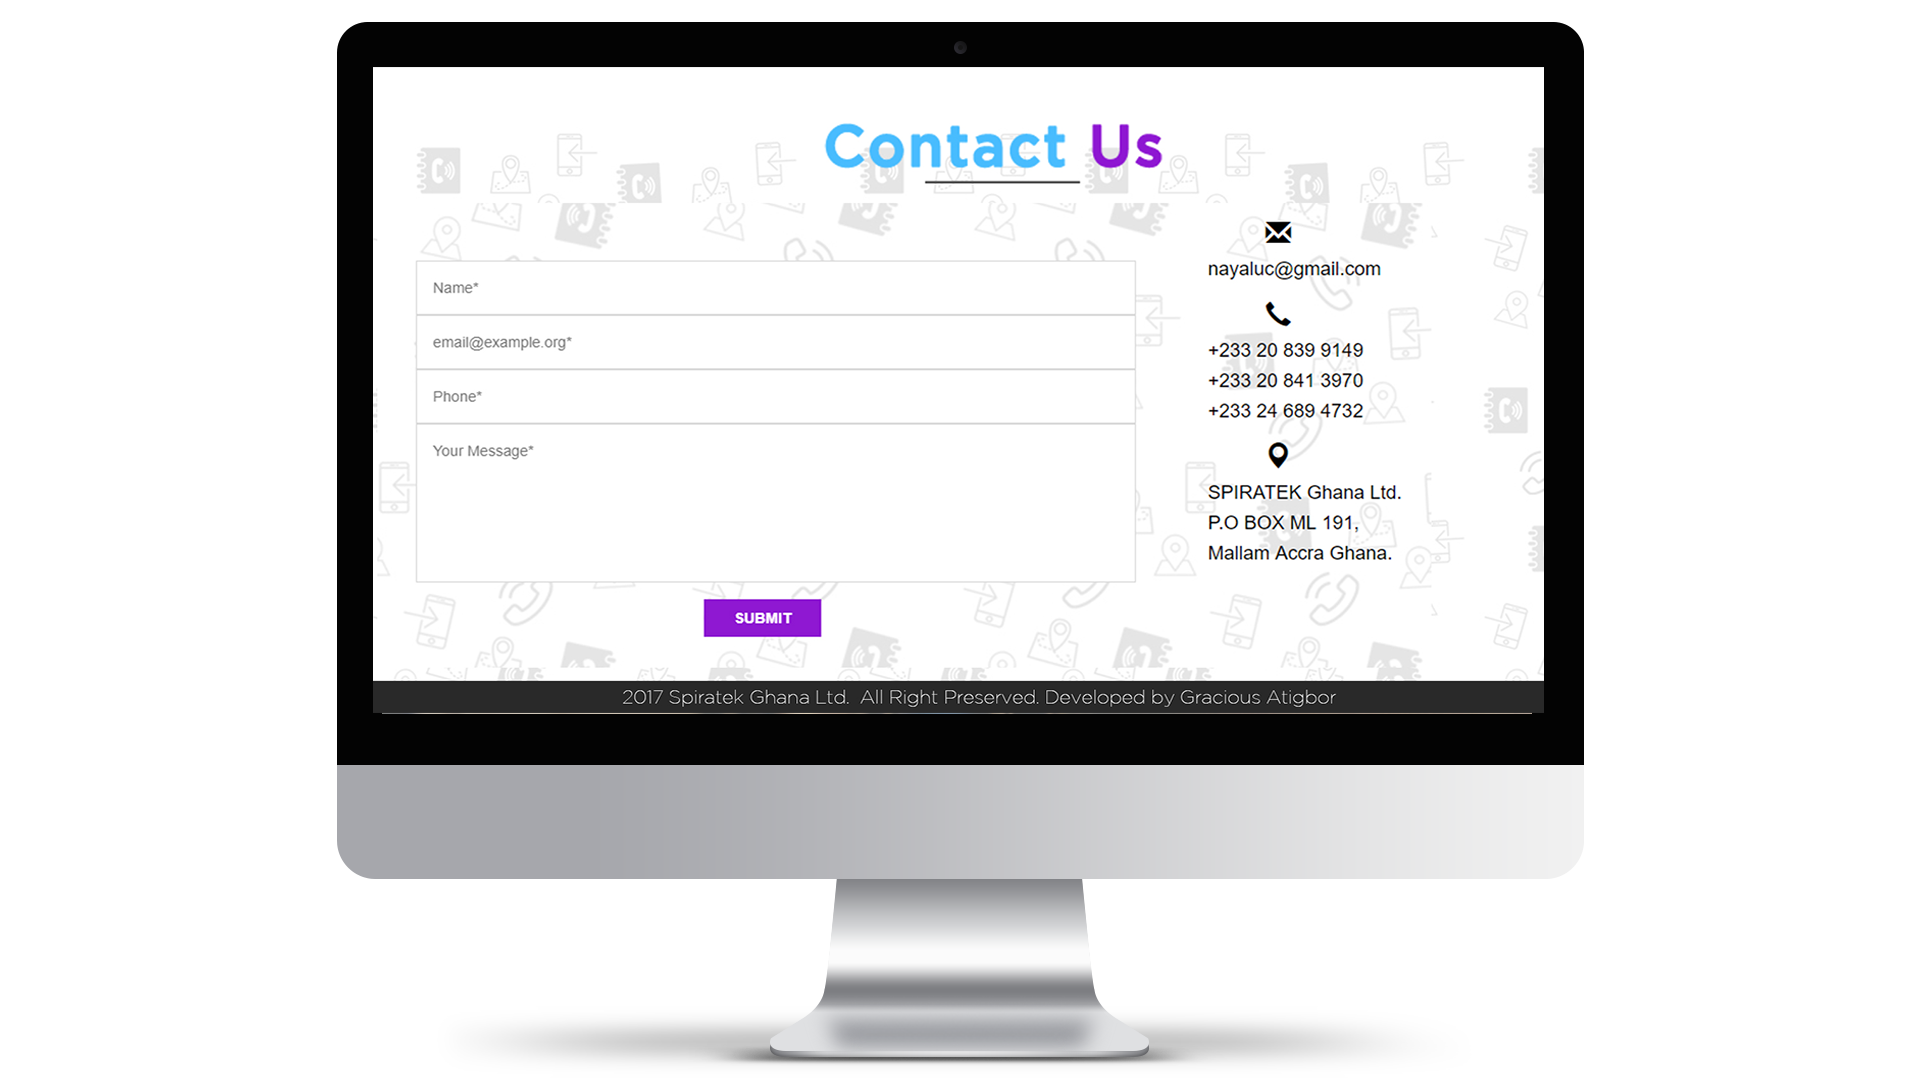 Contact Us
Name*
email@example.org*
Phone*
Your Message*
SUBMIT
nayaluc@gmail.com
+233 20 839 9149
+233 20 841 3970
+233 24 689 4732
SPIRATEK Ghana Ltd.
P.O BOX ML 191,
Mallam Accra Ghana.
2017 Spiratek Ghana Ltd.  All Right Preserved. Developed by Gracious Atigbor